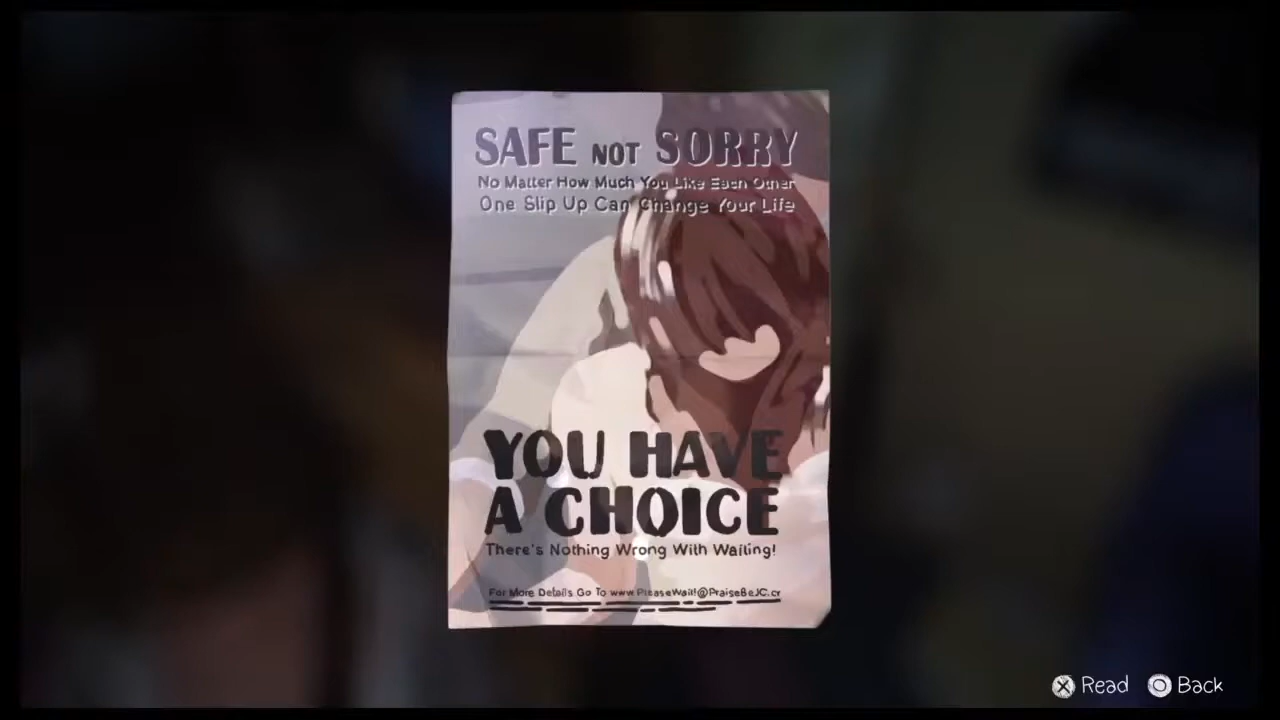 SAFE NOT SORRY
No Matter How Much You Like Each Other
One Slip Up Can Change Your Life
YOU HAVE
A CHOICE
There's Nothing Wrong With Waiting!
For More Details Go To www.PleaseWait!@PraiseBeJC.cr
Read
Back